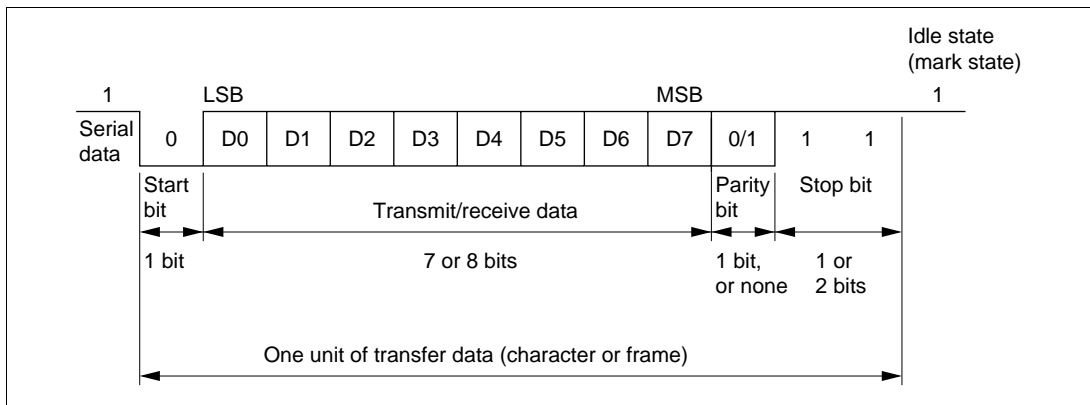 Idle state
(mark state)
1 LSB MSB 1
Serial
data
0 D0 D1 D2 D3 D4 D5 D6 D7 0/1 1 1
Start
bit
Transmit/receive data
Parity
bit
Stop bit
1 bit
7 or 8 bits
1 bit,
or none
1 or
2 bits
One unit of transfer data (character or frame)